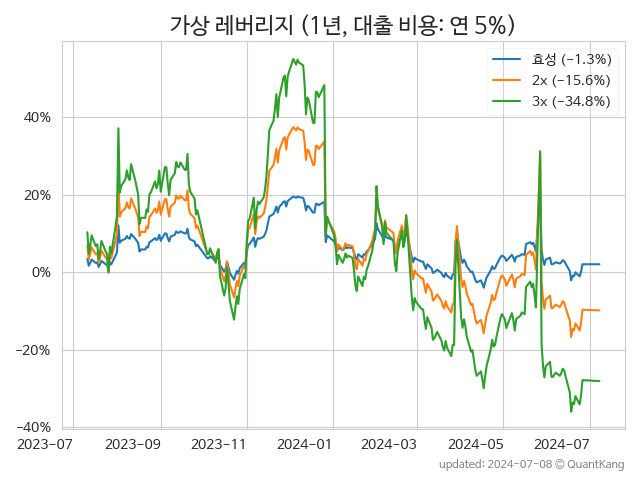 가상 레버리지 (1년, 대출 비용: 연 5%)
효성 (−1.3%)
2x (−15.6%)
3x (−34.8%)
40%
20%
0%
−20%
−40%
2023-07
2023-09
2023-11
2024-01
2024-03
2024-05
2024-07
updated: 2024-07-08 © QuantKang